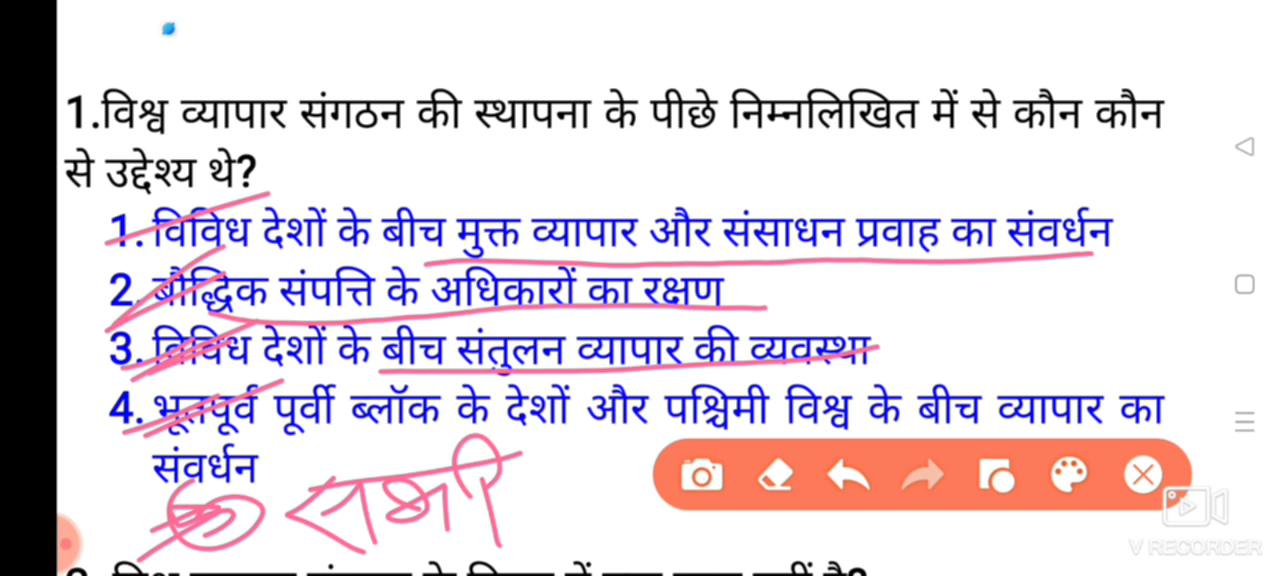 1.विश्व व्यापार संगठन की स्थापना के पीछे निम्नलिखित में से कौन कौन
से उद्देश्य थे?
1. विविध देशों के बीच मुक्त व्यापार और संसाधन प्रवाह का संवर्धन
2. बौद्धिक संपत्ति के अधिकारों का रक्षण
3. विविध देशों के बीच संतुलन व्यापार की व्यवस्था
4. भूतपूर्व पूर्वी ब्लॉक के देशों और पश्चिमी विश्व के बीच व्यापार का
संवर्धन
सभी
V RECORDER